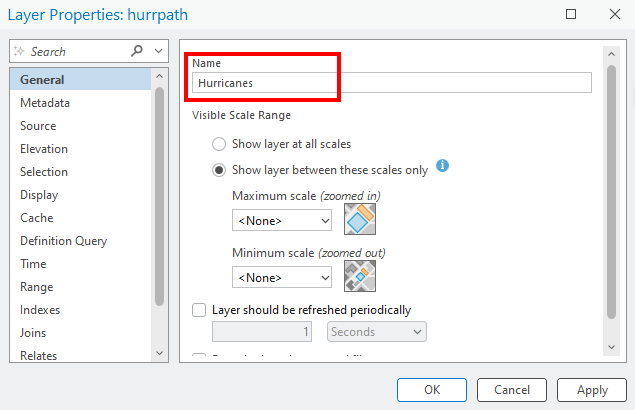 Layer Properties: hurrpath
Search
General
Metadata
Source
Elevation
Selection
Display
Cache
Definition Query
Time
Range
Indexes
Joins
Relates
Name
Hurricanes
Visible Scale Range
Show layer at all scales
Show layer between these scales only
Maximum scale (zoomed in)
<None>
Minimum scale (zoomed out)
<None>
Layer should be refreshed periodically
1 Seconds
OK Cancel Apply